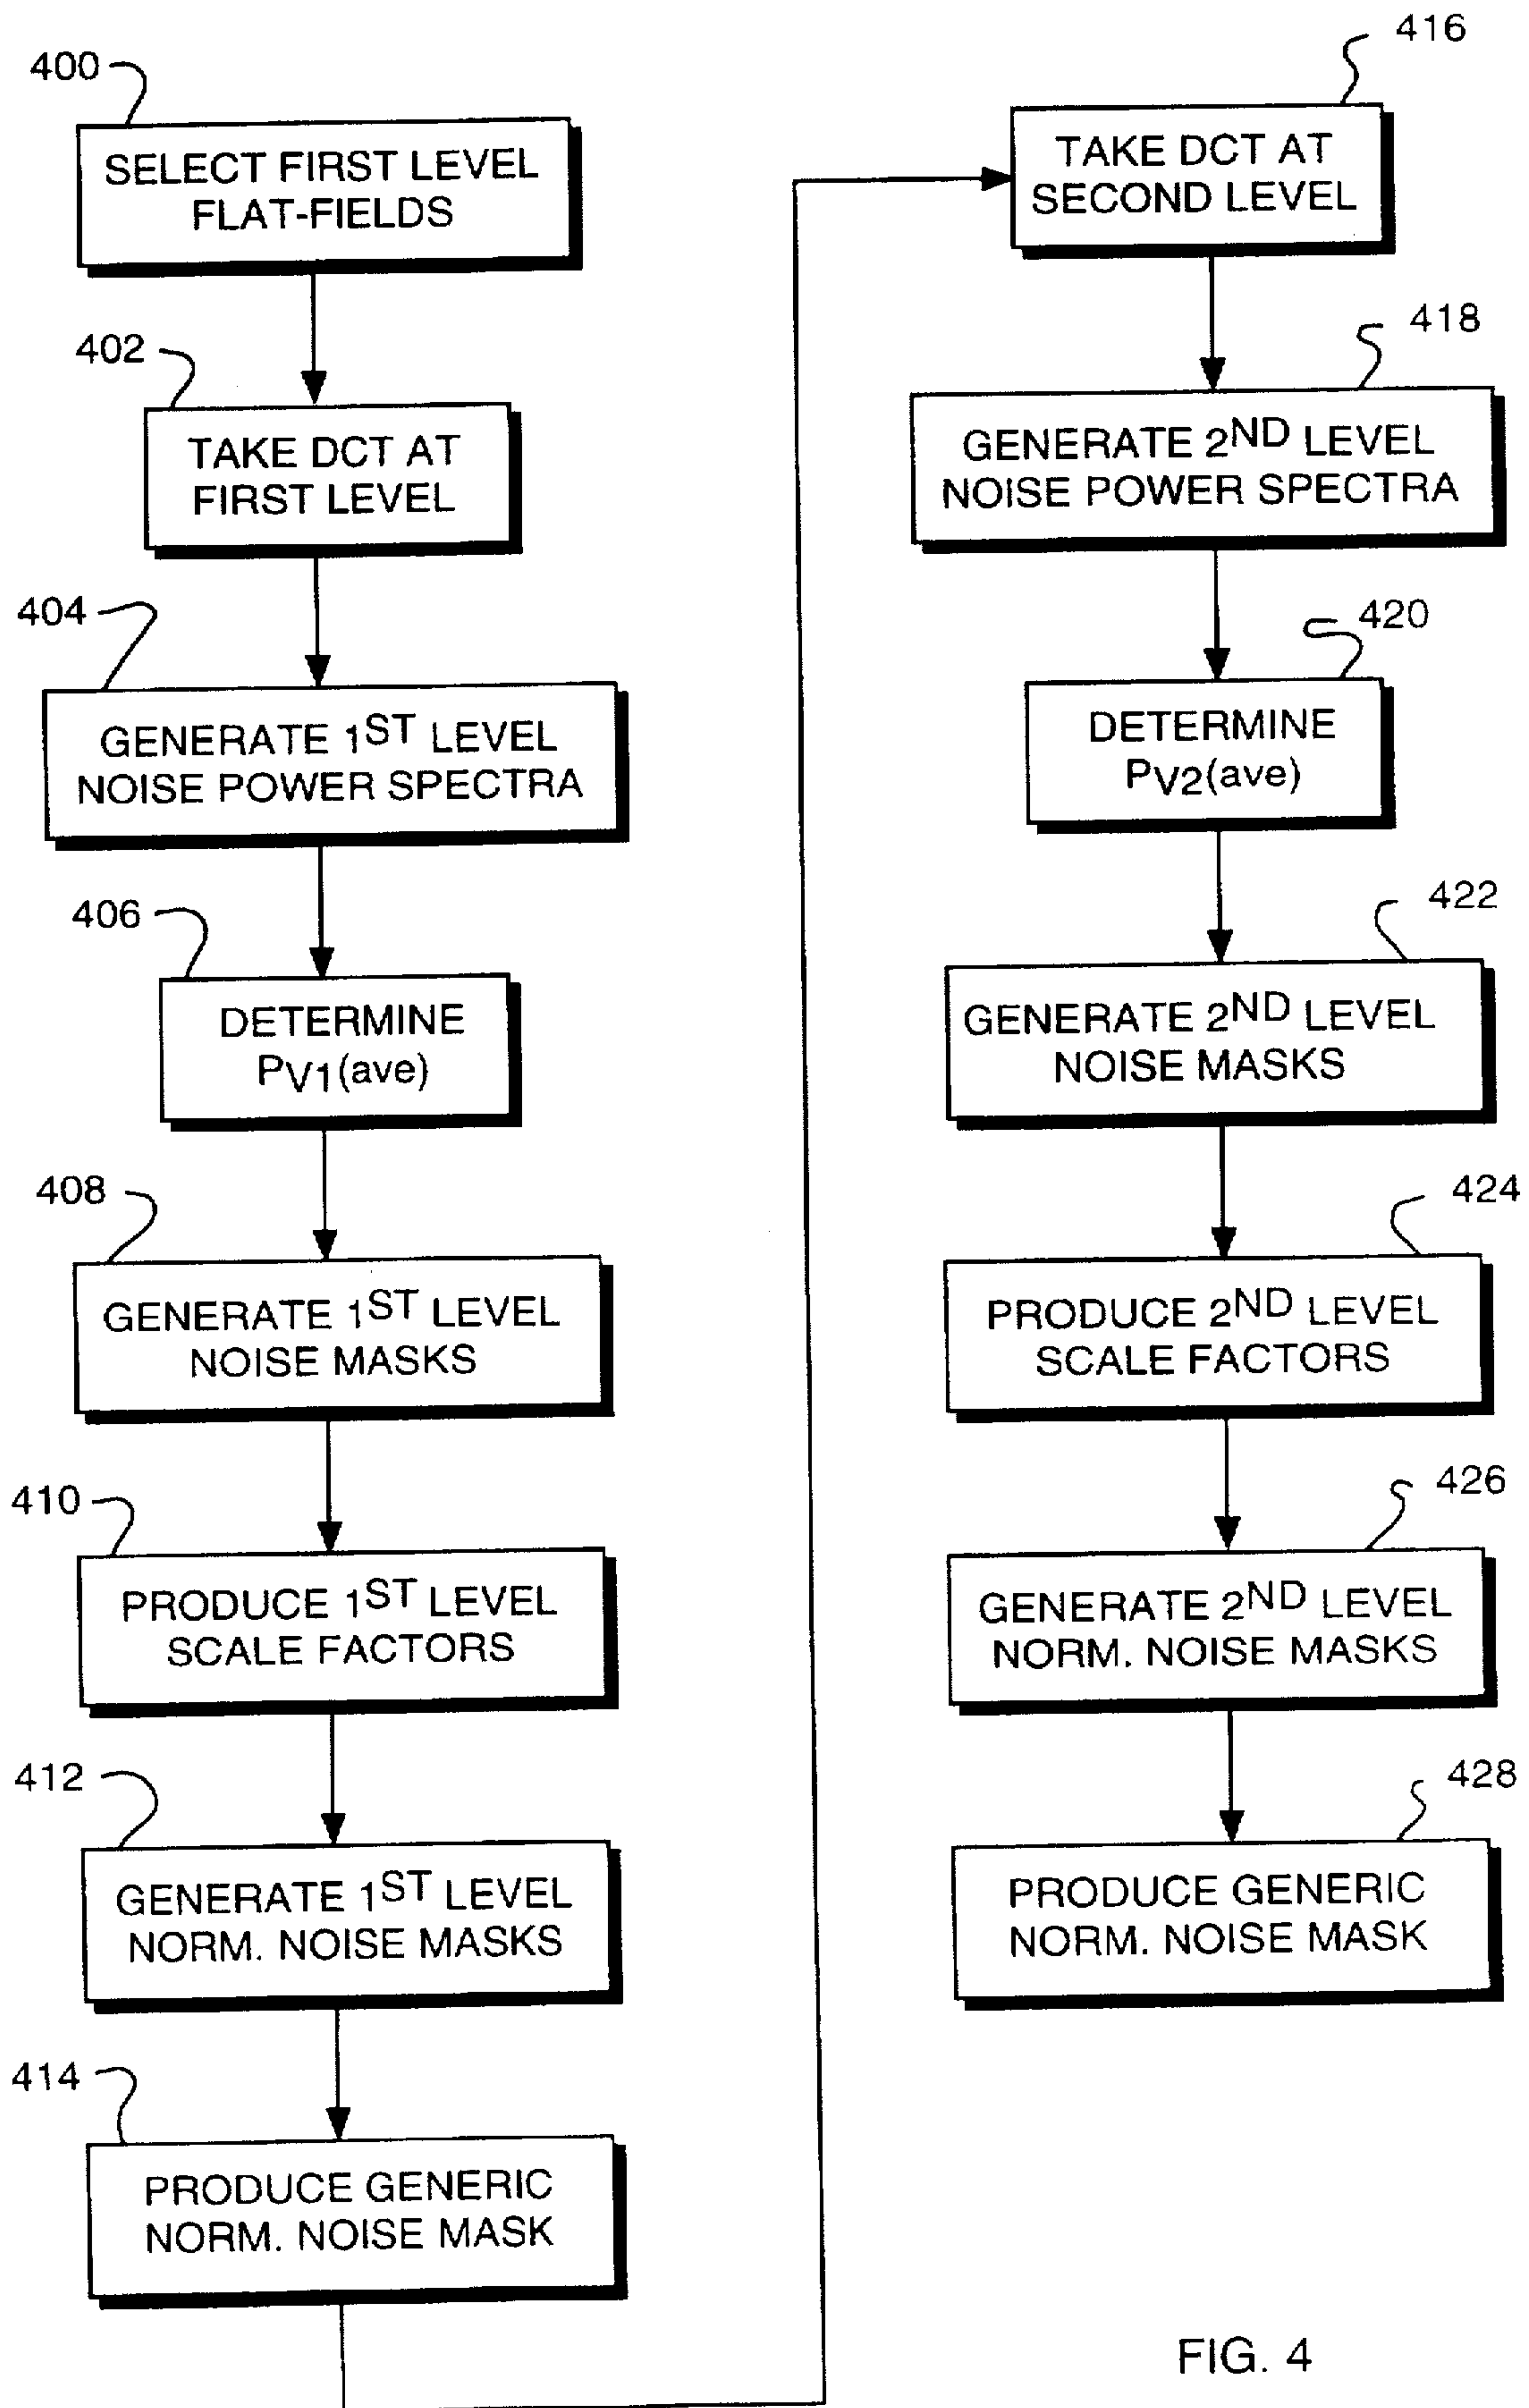 400
SELECT FIRST LEVEL
FLAT-FIELDS
402
TAKE DCT AT
FIRST LEVEL
404
GENERATE 1ST LEVEL
NOISE POWER SPECTRA
406
DETERMINE
PV1(ave)
408
GENERATE 1ST LEVEL
NOISE MASKS
410
PRODUCE 1ST LEVEL
SCALE FACTORS
412
GENERATE 1ST LEVEL
NORM. NOISE MASKS
414
PRODUCE GENERIC
NORM. NOISE MASK
416
TAKE DCT AT
SECOND LEVEL
418
GENERATE 2ND LEVEL
NOISE POWER SPECTRA
420
DETERMINE
PV2(ave)
422
GENERATE 2ND LEVEL
NOISE MASKS
424
PRODUCE 2ND LEVEL
SCALE FACTORS
426
GENERATE 2ND LEVEL
NORM. NOISE MASKS
428
PRODUCE GENERIC
NORM. NOISE MASK
FIG. 4